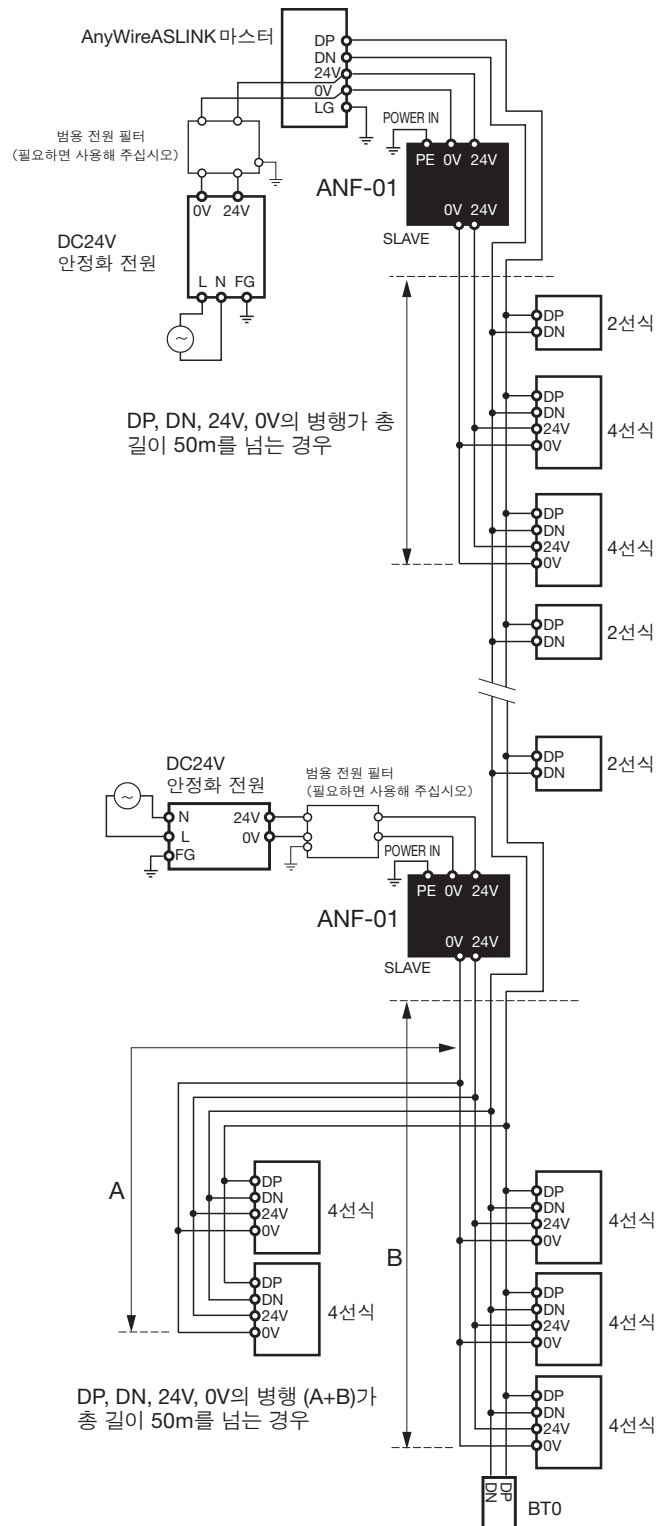 AnyWireASLINK 마스터
DP
DN
24V
0V
LG
범용 전원 필터
(필요하면 사용해 주십시오)
POWER IN
PE 0V 24V
ANF-01
0V 24V
SLAVE
0V 24V
DC24V
안정화 전원
L N FG
DP
DN
2선식
DP, DN, 24V, 0V의 병행가 총
길이 50m를 넘는 경우
DP
DN
24V
0V
4선식
DP
DN
24V
0V
4선식
DP
DN
2선식
DP
DN
2선식
DC24V
안정화 전원
N
L
FG
24V
0V
범용 전원 필터
(필요하면 사용해 주십시오)
POWER IN
PE 0V 24V
ANF-01
0V 24V
SLAVE
A
DP
DN
24V
0V
4선식
DP
DN
24V
0V
4선식
B
DP
DN
24V
0V
4선식
DP
DN
24V
0V
4선식
DP
DN
24V
0V
4선식
DP, DN, 24V, 0V의 병행 (A+B)가
총 길이 50m를 넘는 경우
DN
DP
BT0